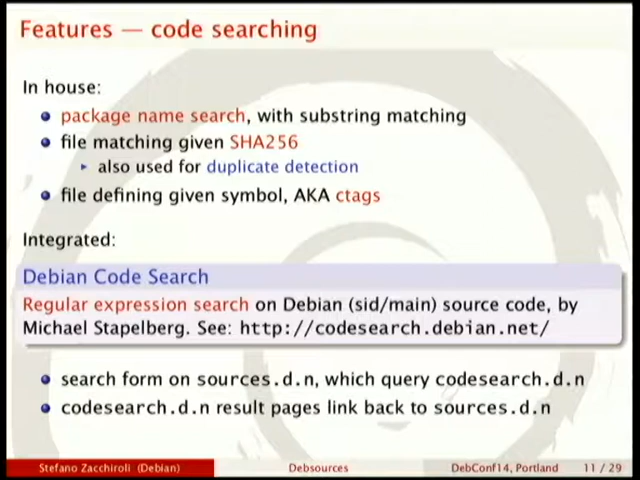 Features — code searching
In house:
package name search, with substring matching
file matching given SHA256
also used for duplicate detection
file defining given symbol, AKA ctags
Integrated:
Debian Code Search
Regular expression search on Debian (sid/main) source code, by
Michael Stapelberg. See: http://codesearch.debian.net/
search form on sources.d.n, which query codesearch.d.n
codesearch.d.n result pages link back to sources.d.n
Stefano Zacchiroli (Debian) Debsources DebConf14, Portland 11 / 29